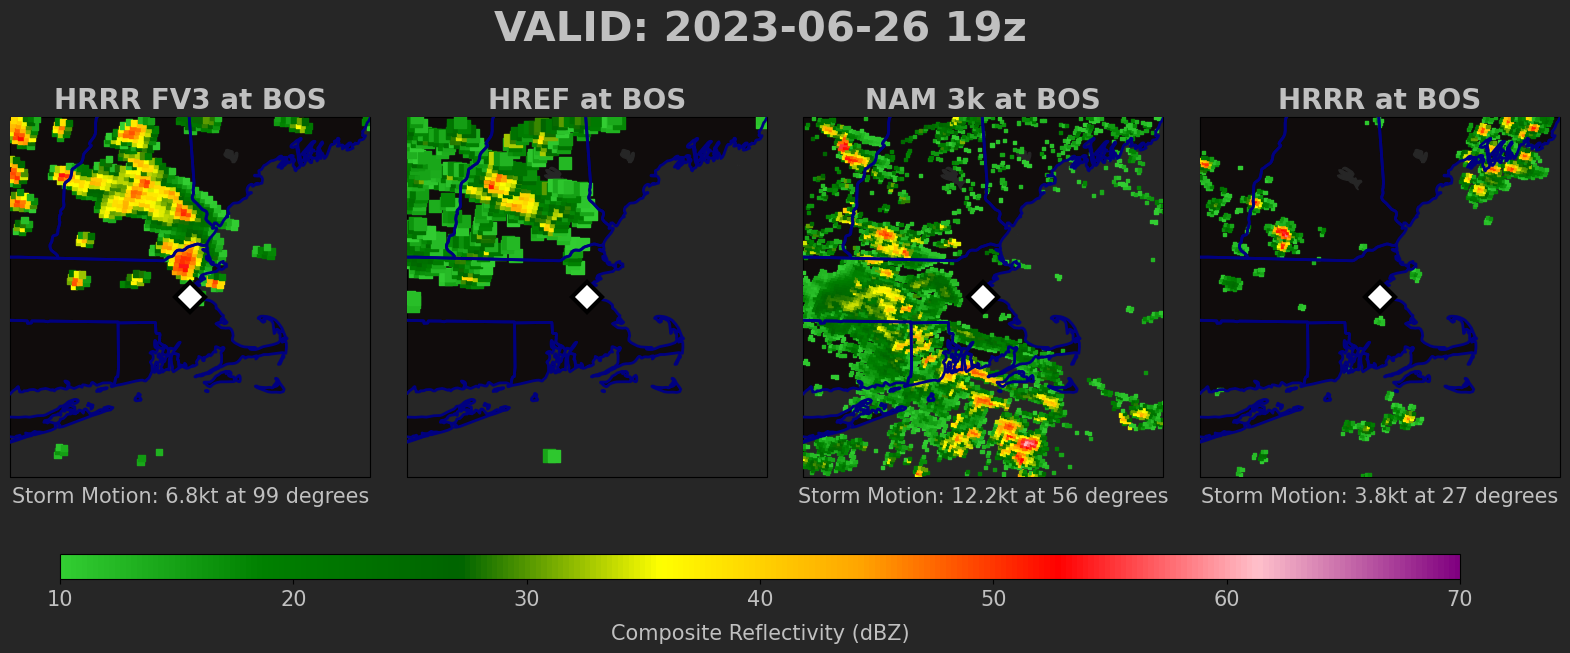 VALID: 2023-06-26 19z
HRRR FV3 at BOS
HREF at BOS
NAM 3k at BOS
HRRR at BOS
Storm Motion: 6.8kt at 99 degrees
Storm Motion: 12.2kt at 56 degrees
Storm Motion: 3.8kt at 27 degrees
10 20 30 40 50 60 70
Composite Reflectivity (dBZ)